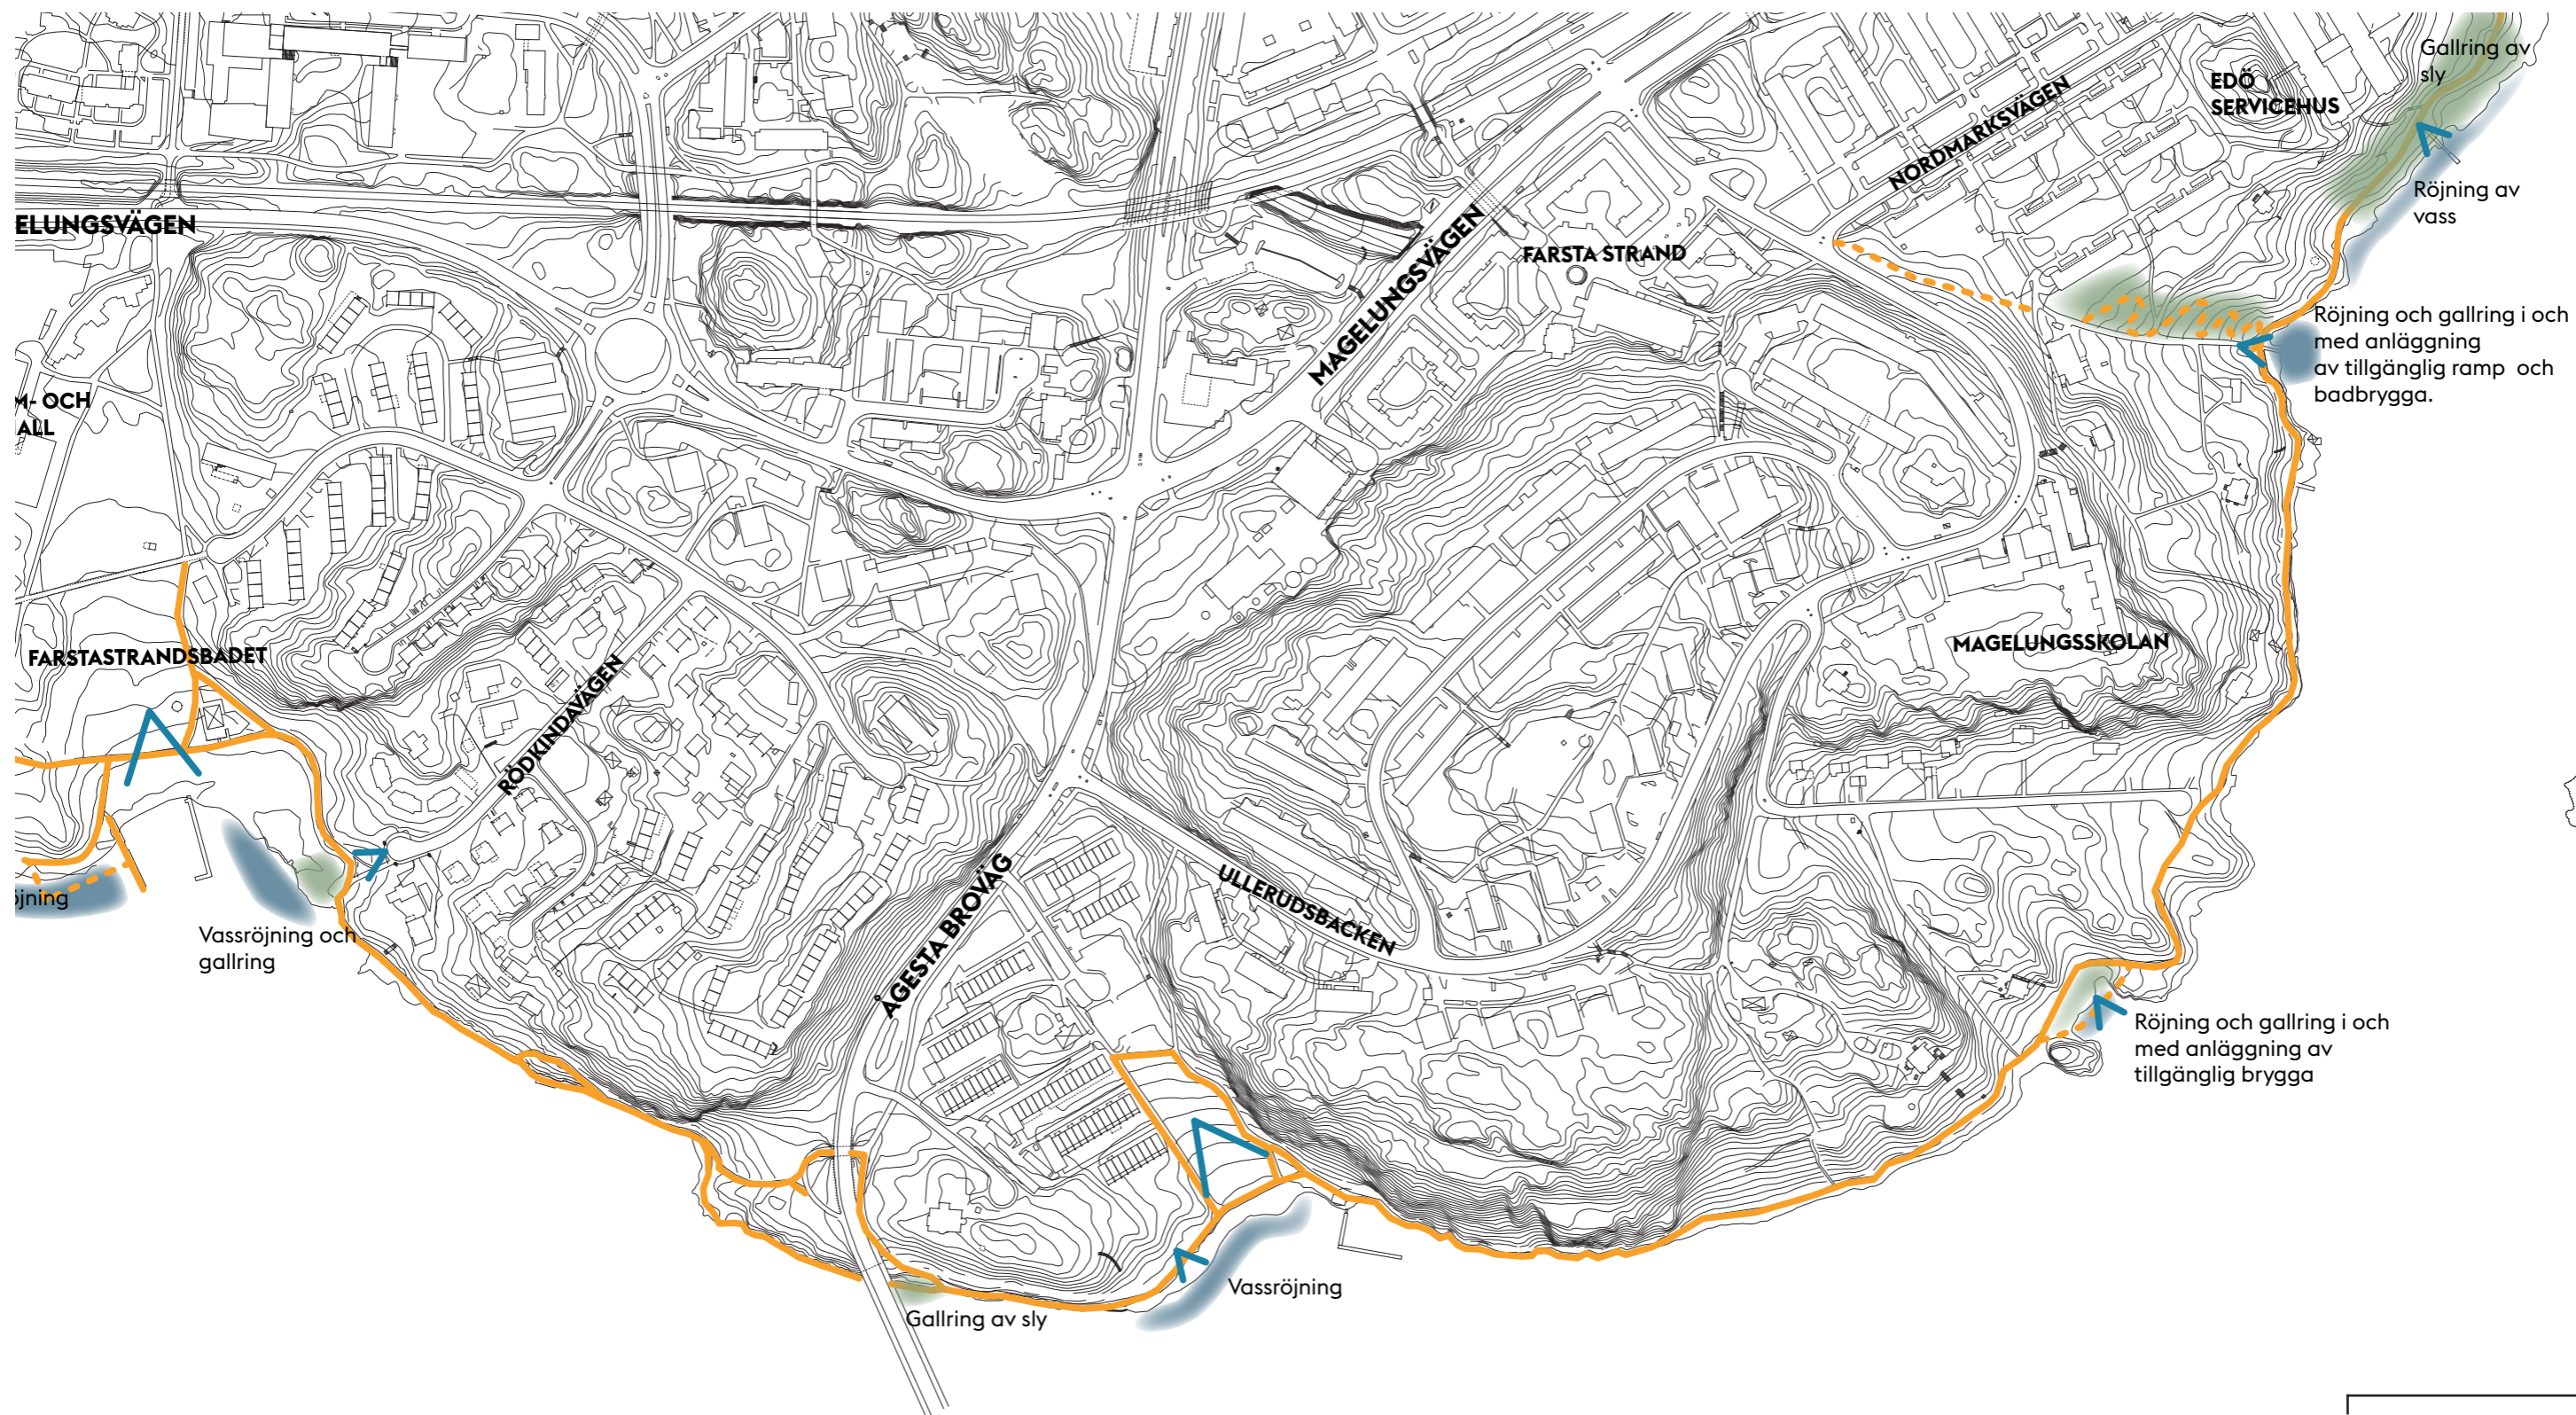 Gallring av
sly
EDÖ
SERVICEHUS
NORDMARKSVÄGEN
Röjning av
vass
ELUNGSVÄGEN
MAGELUNGSVÄGEN
FARSTA STRAND
Röjning och gallring i och
med anläggning
av tillgänglig ramp och
badbrygga.
M- OCH
ALL
FARSTASTRANDSBADET
MAGELUNGSSKOLAN
RÖDKINDAVÄGEN
öjning
Vassröjning och
gallring
ÅGESTA BROVÄG
ULLERUDSBACKEN
Röjning och gallring i och
med anläggning av
tillgänglig brygga
Vassröjning
Gallring av sly